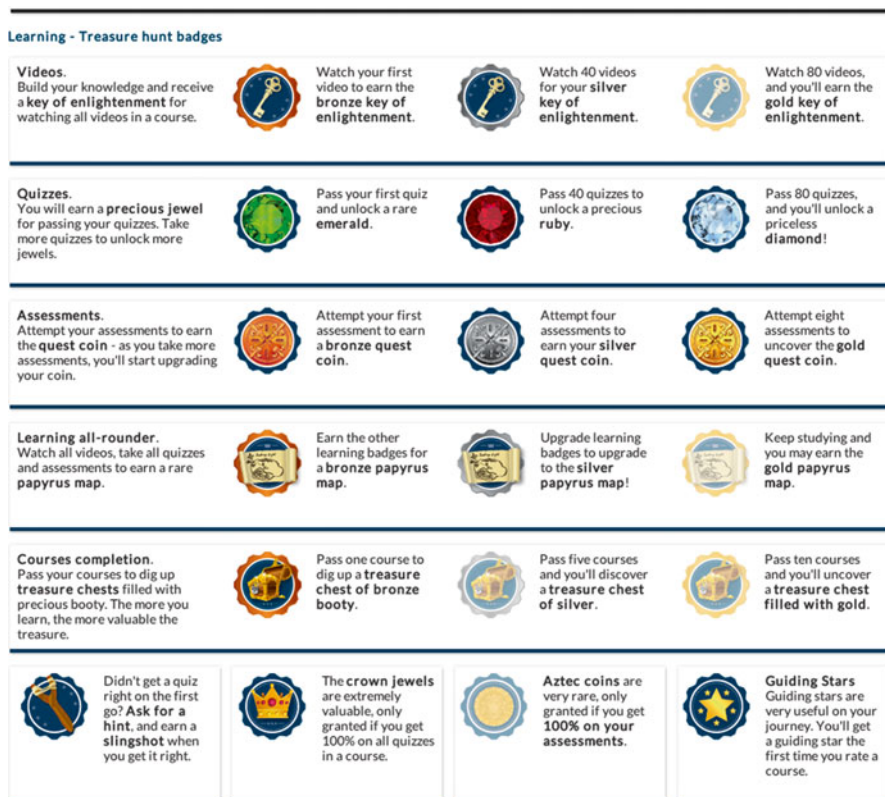 Learning - Treasure hunt badges
Videos.
Build your knowledge and receive
a key of enlightenment for
watching all videos in a course.
Watch your first
video to earn the
bronze key of
enlightenment.
Watch 40 videos
for your silver
key of
enlightenment.
Watch 80 videos,
and you'll earn the
gold key of
enlightenment.
Quizzes.
You will earn a precious jewel
for passing your quizzes. Take
more quizzes to unlock more
jewels.
Pass your first quiz
and unlock a rare
emerald.
Pass 40 quizzes to
unlock a precious
ruby.
Pass 80 quizzes,
and you'll unlock a
priceless
diamond!
Assessments.
Attempt your assessments to earn
the quest coin - as you take more
assessments, you'll start upgrading
your coin.
Attempt your first
assessment to earn
a bronze quest
coin.
Attempt four
assessments to
earn your silver
quest coin.
Attempt eight
assessments to
uncover the gold
quest coin.
Learning all-rounder.
Watch all videos, take all quizzes
and assessments to earn a rare
papyrus map.
Earn the other
learning badges for
a bronze papyrus
map.
Upgrade learning
badges to upgrade
to the silver
papyrus map!
Keep studying and
you may earn the
gold papyrus
map.
Courses completion.
Pass your courses to dig up
treasure chests filled with
precious booty. The more you
learn, the more valuable the
treasure.
Pass one course to
dig up a treasure
chest of bronze
booty.
Pass five courses
and you'll discover
a treasure chest
of silver.
Pass ten courses
and you'll uncover
a treasure chest
filled with gold.
Didn't get a quiz
right on the first
go? Ask for a
hint, and earn a
slingshot when
you get it right.
The crown jewels
are extremely
valuable, only
granted if you get
100% on all quizzes
in a course.
Aztec coins are
very rare, only
granted if you get
100% on your
assessments.
Guiding Stars
Guiding stars are
very useful on your
journey. You'll get
a guiding star the
first time you rate a
course.